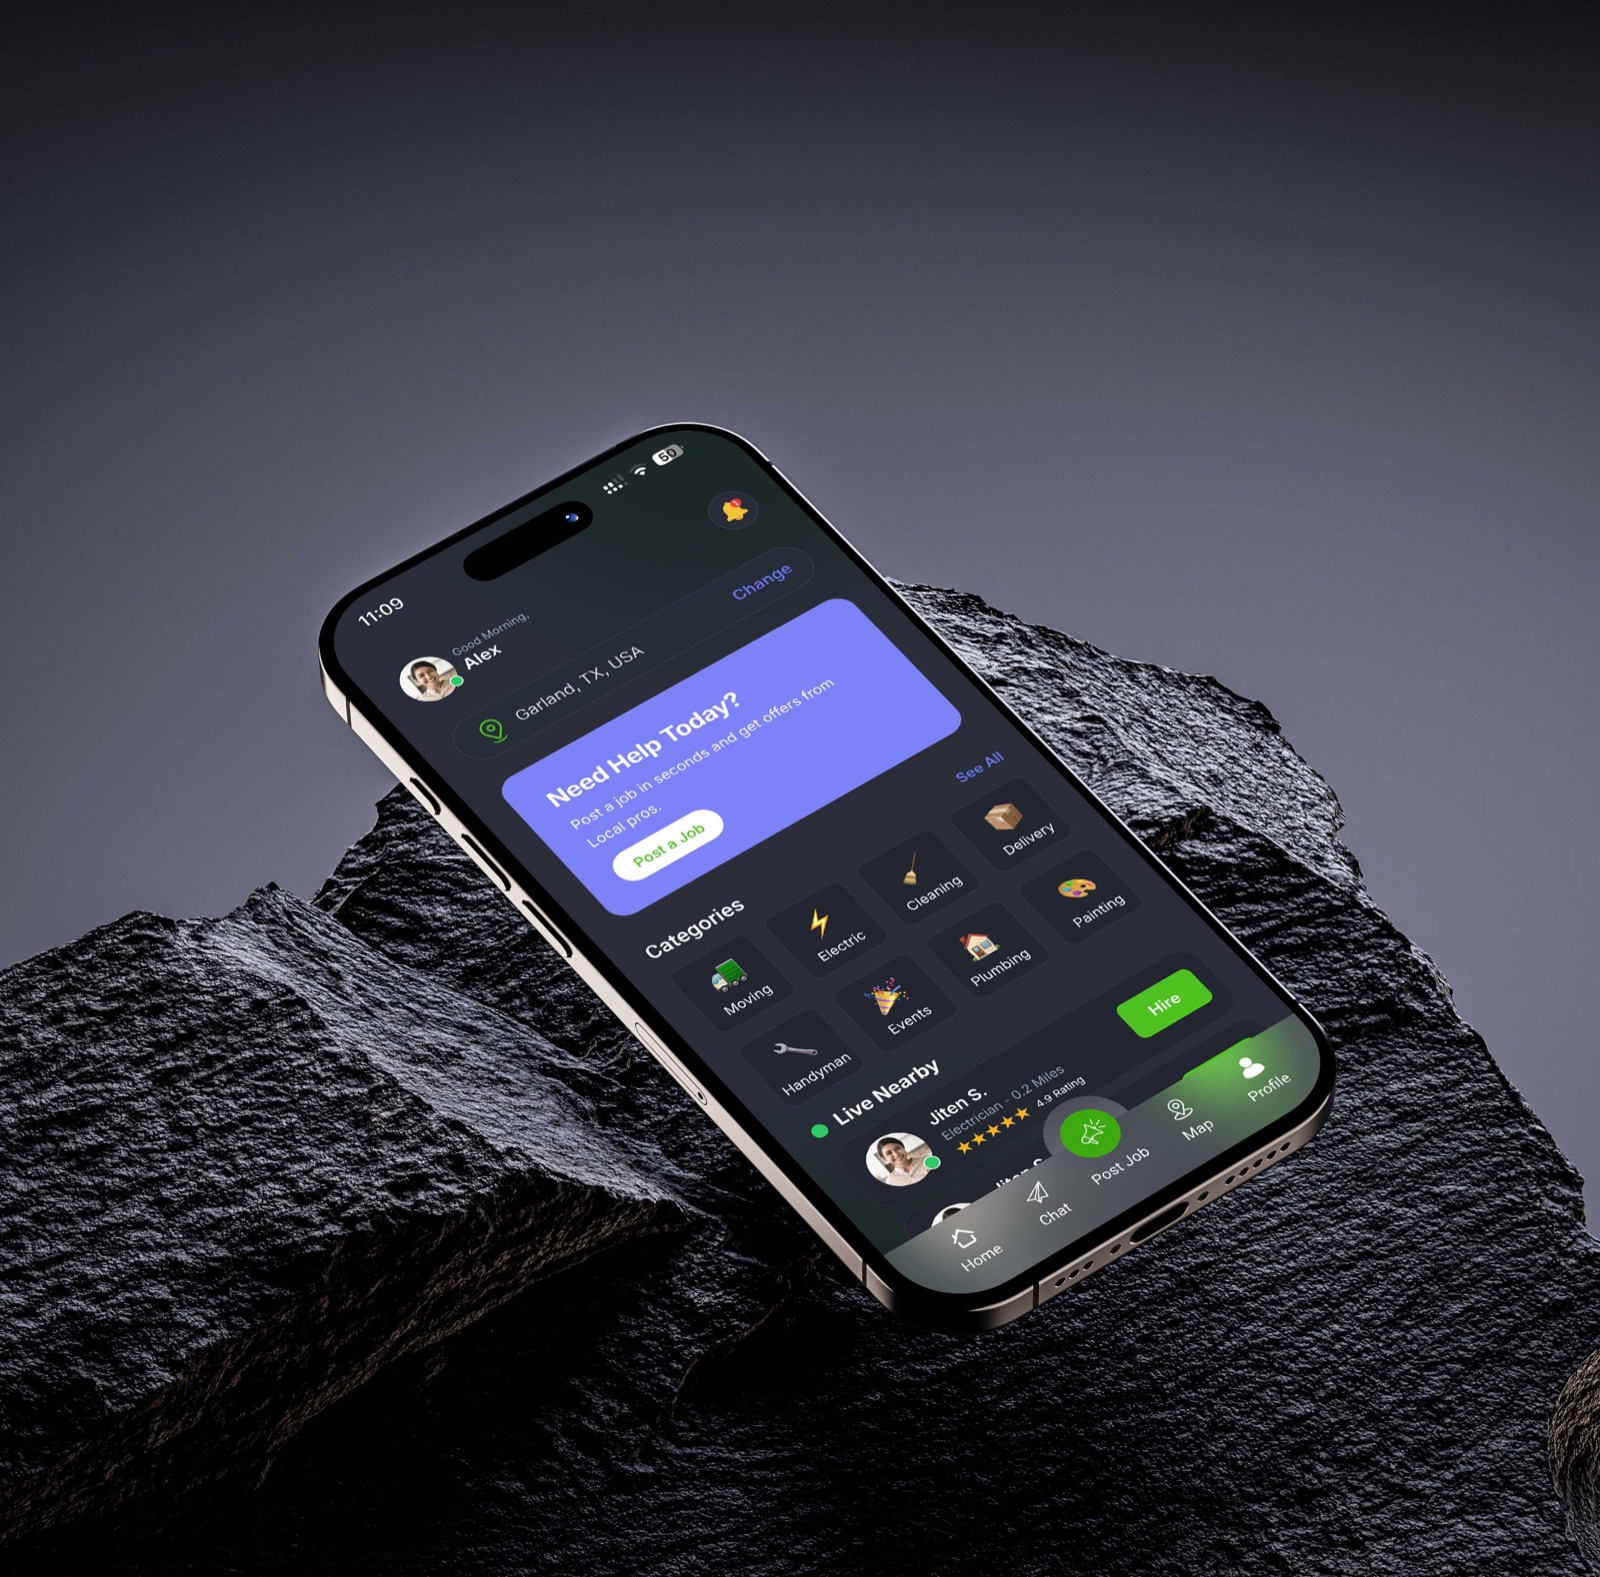 11:09
50
Good Morning,
Alex
Garland, TX, USA
Change
Need Help Today?
Post a job in seconds and get offers from
Local pros.
Post a Job
Categories
See All
Moving
Electric
Cleaning
Delivery
Handyman
Events
Plumbing
Painting
Live Nearby
Jiten S.
Electrician - 0.2 Miles
4.9 Rating
Hire
Home
Chat
Post Job
Map
Profile